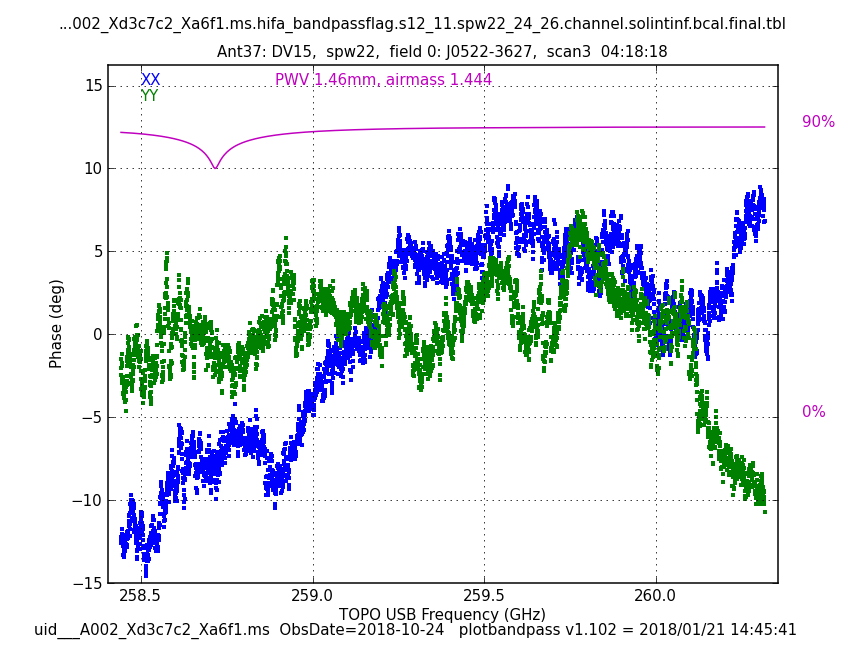 ...002_Xd3c7c2_Xa6f1.ms.hifa_bandpassflag.s12_11.spw22_24_26.channel.solintinf.bcal.final.tbl
Ant37: DV15,  spw22,  field 0: J0522-3627,  scan3  04:18:18
XX
PWV 1.46mm, airmass 1.444
YY
15
90%
10
5
0
−5
0%
−10
−15
Phase (deg)
258.5 259.0 259.5 260.0
TOPO USB Frequency (GHz)
uid___A002_Xd3c7c2_Xa6f1.ms  ObsDate=2018-10-24   plotbandpass v1.102 = 2018/01/21 14:45:41